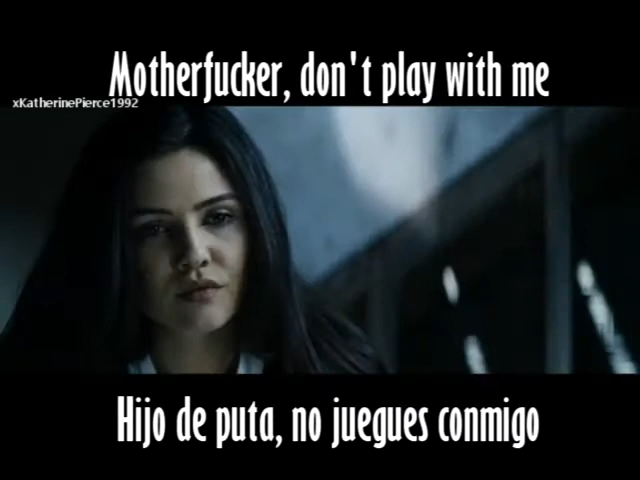 Motherfucker, don't play with me
xKatherinePierce1992
Hijo de puta, no juegues conmigo